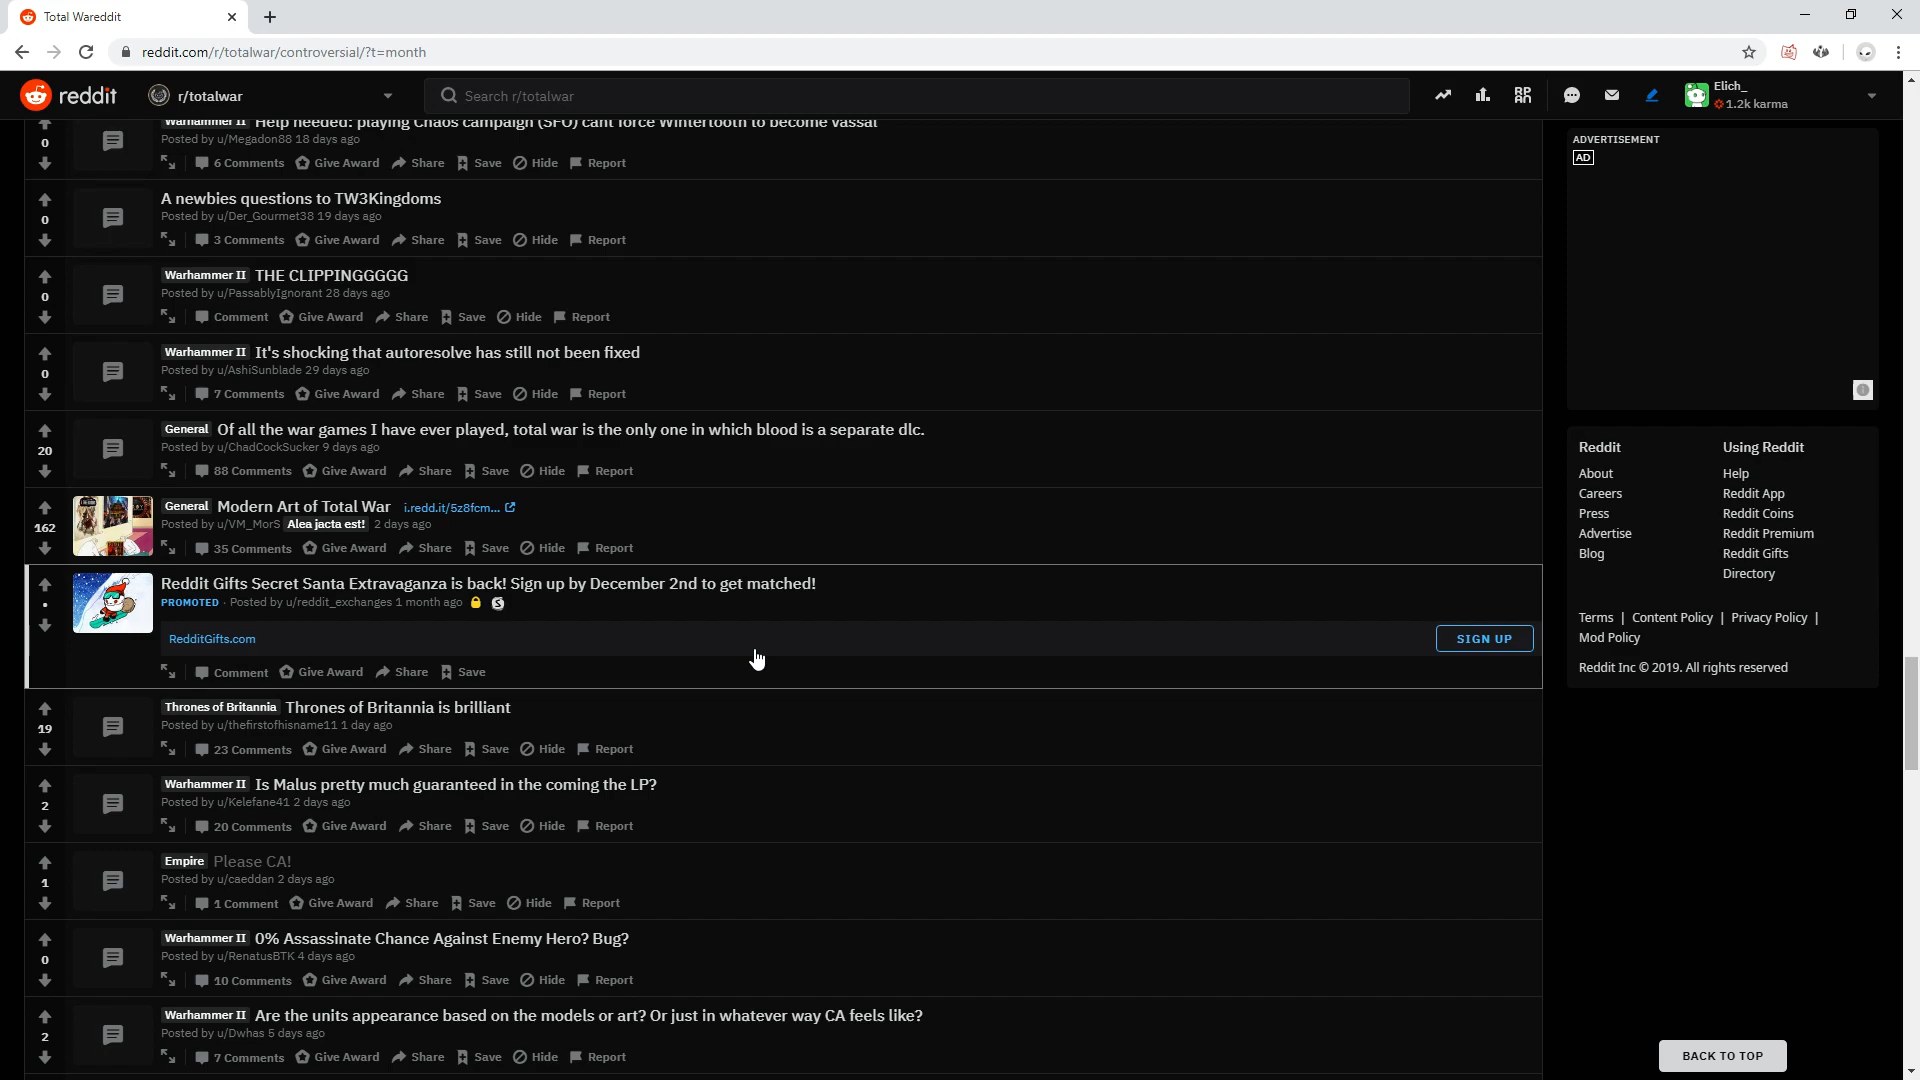 Total Wareddit
reddit.com/r/totalwar/controversial/?t=month
reddit r/totalwar Search r/totalwar Elich_ 1.2k karma
Warhammer II Help needed: playing Chaos campaign (SFO) cant force Wintertooth to become vassal
0 Posted by u/Megadon88 18 days ago
6 Comments Give Award Share Save Hide Report
A newbies questions to TW3Kingdoms
0 Posted by u/Der_Gourmet38 19 days ago
3 Comments Give Award Share Save Hide Report
Warhammer II THE CLIPPINGGGGG
0 Posted by u/PassablyIgnorant 28 days ago
Comment Give Award Share Save Hide Report
Warhammer II It's shocking that autoresolve has still not been fixed
0 Posted by u/AshiSunblade 29 days ago
7 Comments Give Award Share Save Hide Report
General Of all the war games I have ever played, total war is the only one in which blood is a separate dlc.
20 Posted by u/ChadCockSucker 9 days ago
88 Comments Give Award Share Save Hide Report
General Modern Art of Total War i.redd.it/5z8fcm...
162 Posted by u/VM_MorS Alea jacta est! 2 days ago
35 Comments Give Award Share Save Hide Report
Reddit Gifts Secret Santa Extravaganza is back! Sign up by December 2nd to get matched!
• PROMOTED · Posted by u/reddit_exchanges 1 month ago
RedditGifts.com SIGN UP
Comment Give Award Share Save
Thrones of Britannia Thrones of Britannia is brilliant
19 Posted by u/thefirstofhisname11 1 day ago
23 Comments Give Award Share Save Hide Report
Warhammer II Is Malus pretty much guaranteed in the coming the LP?
2 Posted by u/Kelefane41 2 days ago
20 Comments Give Award Share Save Hide Report
Empire Please CA!
1 Posted by u/caeddan 2 days ago
1 Comment Give Award Share Save Hide Report
Warhammer II 0% Assassinate Chance Against Enemy Hero? Bug?
0 Posted by u/RenatusBTK 4 days ago
10 Comments Give Award Share Save Hide Report
Warhammer II Are the units appearance based on the models or art? Or just in whatever way CA feels like?
2 Posted by u/Dwhas 5 days ago
7 Comments Give Award Share Save Hide Report
ADVERTISEMENT
AD
Reddit Using Reddit
About Help
Careers Reddit App
Press Reddit Coins
Advertise Reddit Premium
Blog Reddit Gifts
Directory
Terms | Content Policy | Privacy Policy |
Mod Policy
Reddit Inc © 2019. All rights reserved
BACK TO TOP